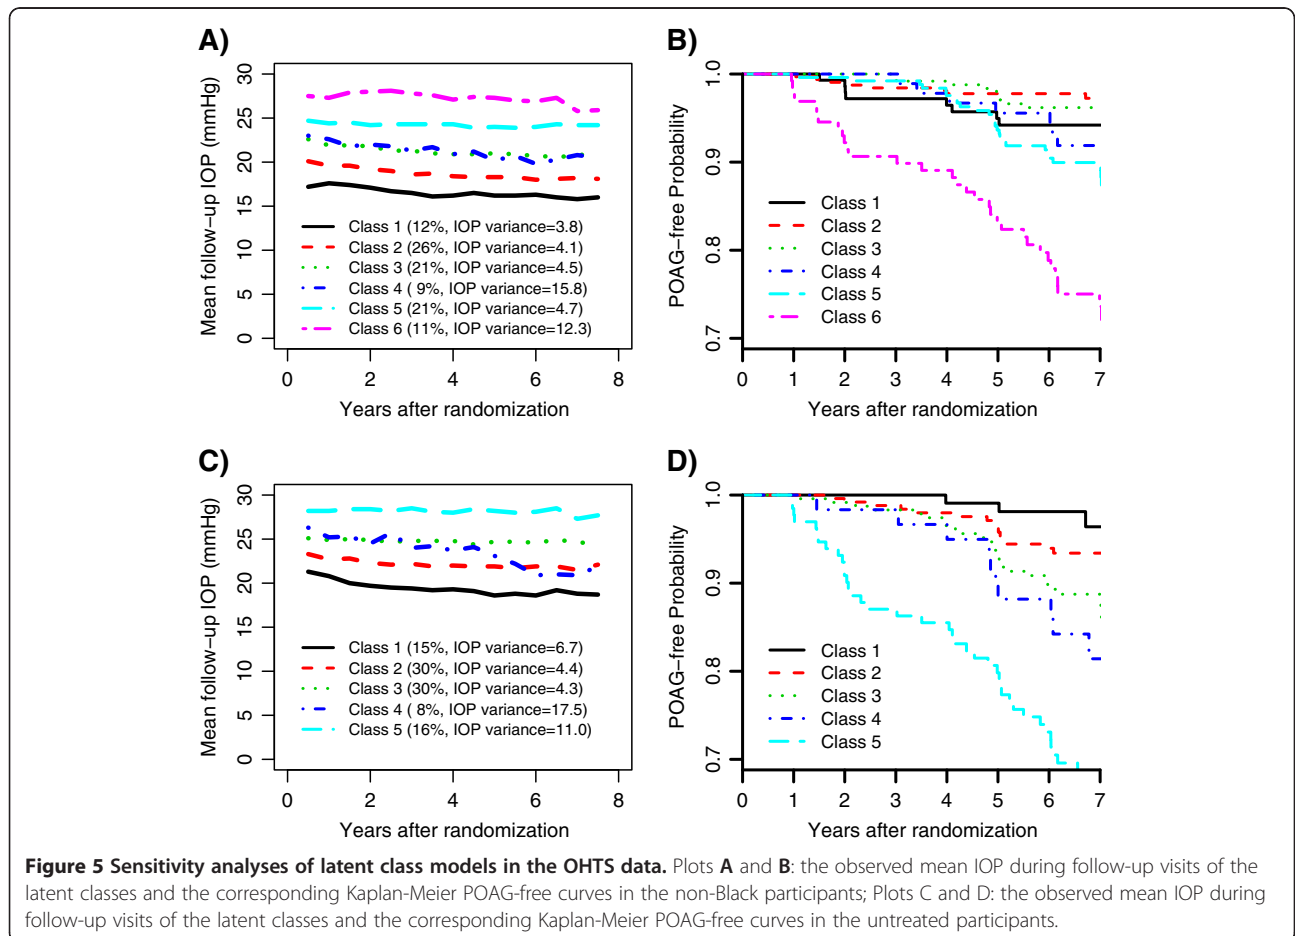 A)
Mean follow-up IOP (mmHg)
30
25
20
15
10
5
0
Class 1 (12%, IOP variance=3.8)
Class 2 (26%, IOP variance=4.1)
Class 3 (21%, IOP variance=4.5)
Class 4 ( 9%, IOP variance=15.8)
Class 5 (21%, IOP variance=4.7)
Class 6 (11%, IOP variance=12.3)
0 2 4 6 8
Years after randomization
B)
POAG-free Probability
1.0
0.9
0.8
0.7
Class 1
Class 2
Class 3
Class 4
Class 5
Class 6
0 1 2 3 4 5 6 7
Years after randomization
C)
Mean follow-up IOP (mmHg)
30
25
20
15
10
5
0
Class 1 (15%, IOP variance=6.7)
Class 2 (30%, IOP variance=4.4)
Class 3 (30%, IOP variance=4.3)
Class 4 ( 8%, IOP variance=17.5)
Class 5 (16%, IOP variance=11.0)
0 2 4 6 8
Years after randomization
D)
POAG-free Probability
1.0
0.9
0.8
0.7
Class 1
Class 2
Class 3
Class 4
Class 5
0 1 2 3 4 5 6 7
Years after randomization
Figure 5 Sensitivity analyses of latent class models in the OHTS data. Plots A and B: the observed mean IOP during follow-up visits of the
latent classes and the corresponding Kaplan-Meier POAG-free curves in the non-Black participants; Plots C and D: the observed mean IOP during
follow-up visits of the latent classes and the corresponding Kaplan-Meier POAG-free curves in the untreated participants.